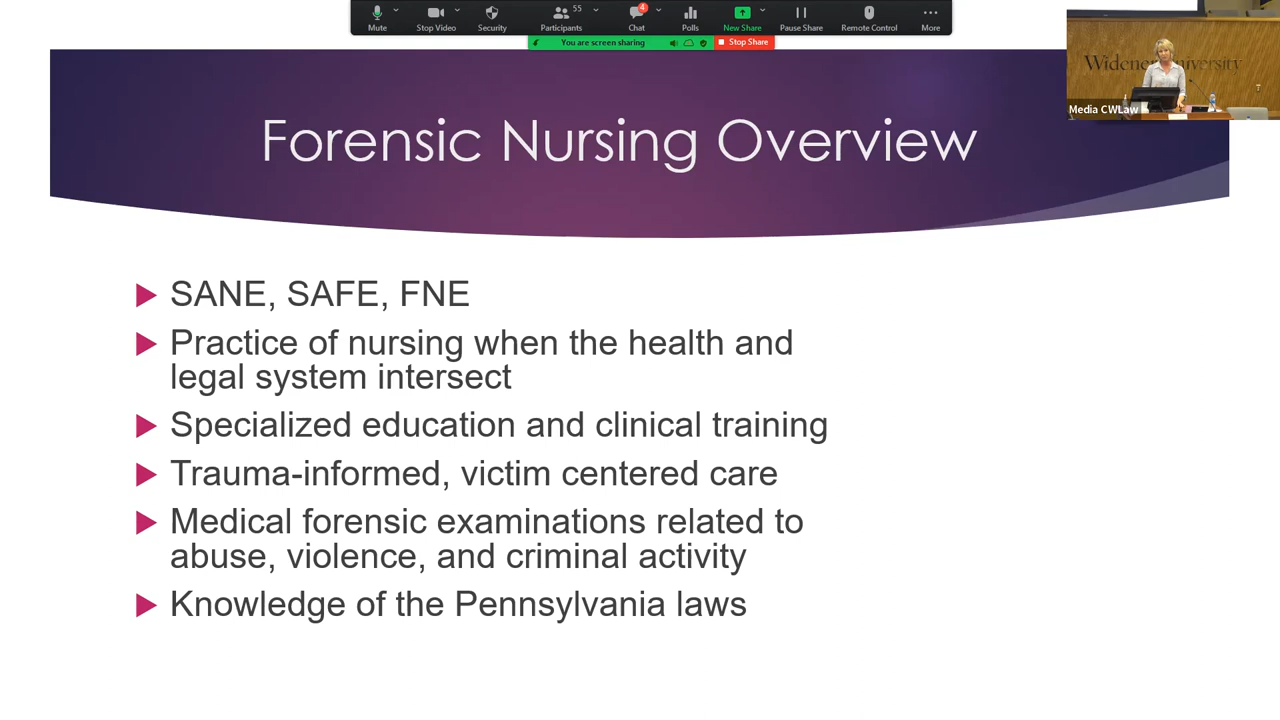 55
4
Mute
Stop Video
Security
Participants
Chat
Polls
New Share
Pause Share
Remote Control
More
You are screen sharing
Stop Share
Widener University
Media CWLaw
Forensic Nursing Overview
SANE, SAFE, FNE
Practice of nursing when the health and
legal system intersect
Specialized education and clinical training
Trauma-informed, victim centered care
Medical forensic examinations related to
abuse, violence, and criminal activity
Knowledge of the Pennsylvania laws